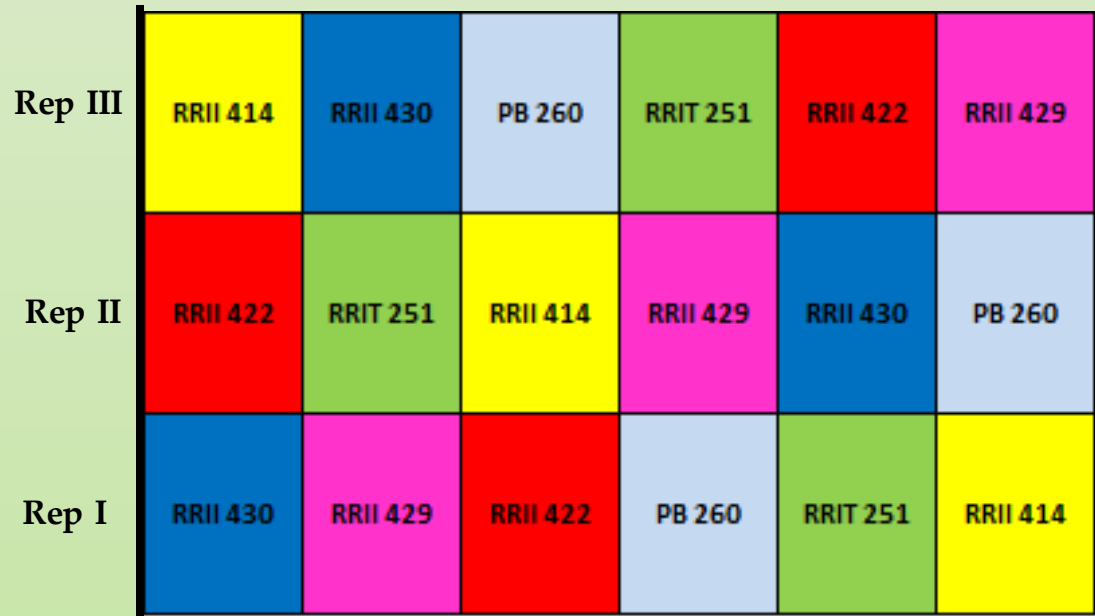 Rep III RRII 414 RRII 430 PB 260 RRIT 251 RRII 422 RRII 429
Rep II RRII 422 RRIT 251 RRII 414 RRII 429 RRII 430 PB 260
Rep I RRII 430 RRII 429 RRII 422 PB 260 RRIT 251 RRII 414